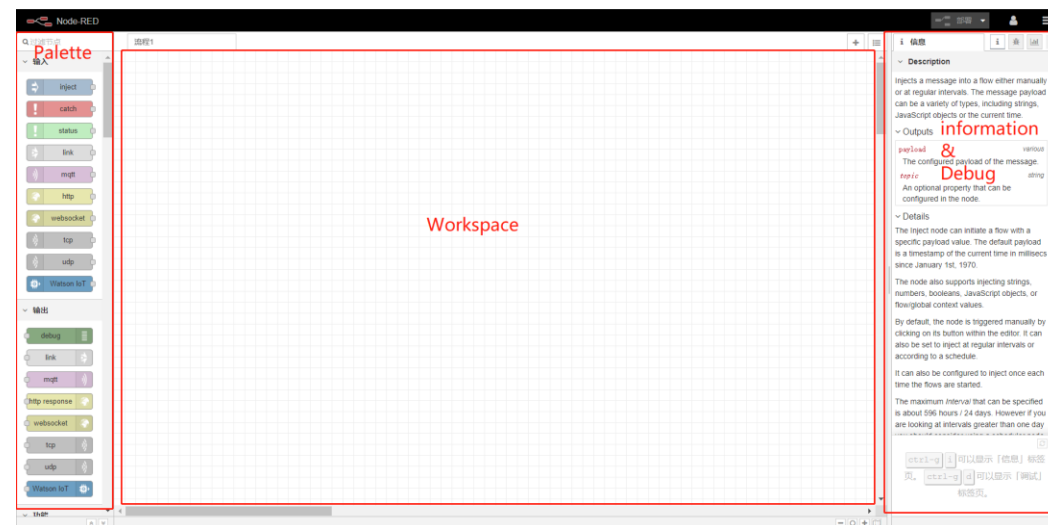 Node-RED
部署
过滤节点
Palette
输入
inject
catch
status
link
mqtt
http
websocket
tcp
udp
Watson IoT
输出
debug
link
mqtt
http response
websocket
tcp
udp
Watson IoT
功能
流程1
Workspace
信息
Description
Injects a message into a flow either manually
or at regular intervals. The message payload
can be a variety of types, including strings,
JavaScript objects or the current time.
Outputs
information
&
Debug
payload various
The configured payload of the message.
topic string
An optional property that can be
configured in the node.
Details
The Inject node can initiate a flow with a
specific payload value. The default payload
is a timestamp of the current time in millisecs
since January 1st, 1970.
The node also supports injecting strings,
numbers, booleans, JavaScript objects, or
flow/global context values.
By default, the node is triggered manually by
clicking on its button within the editor. It can
also be set to inject at regular intervals or
according to a schedule.
It can also be configured to inject once each
time the flows are started.
The maximum Interval that can be specified
is about 596 hours / 24 days. However if you
are looking at intervals greater than one day
ctrl-g i 可以显示「信息」标签
页。 ctrl-g d 可以显示「调试」
标签页。